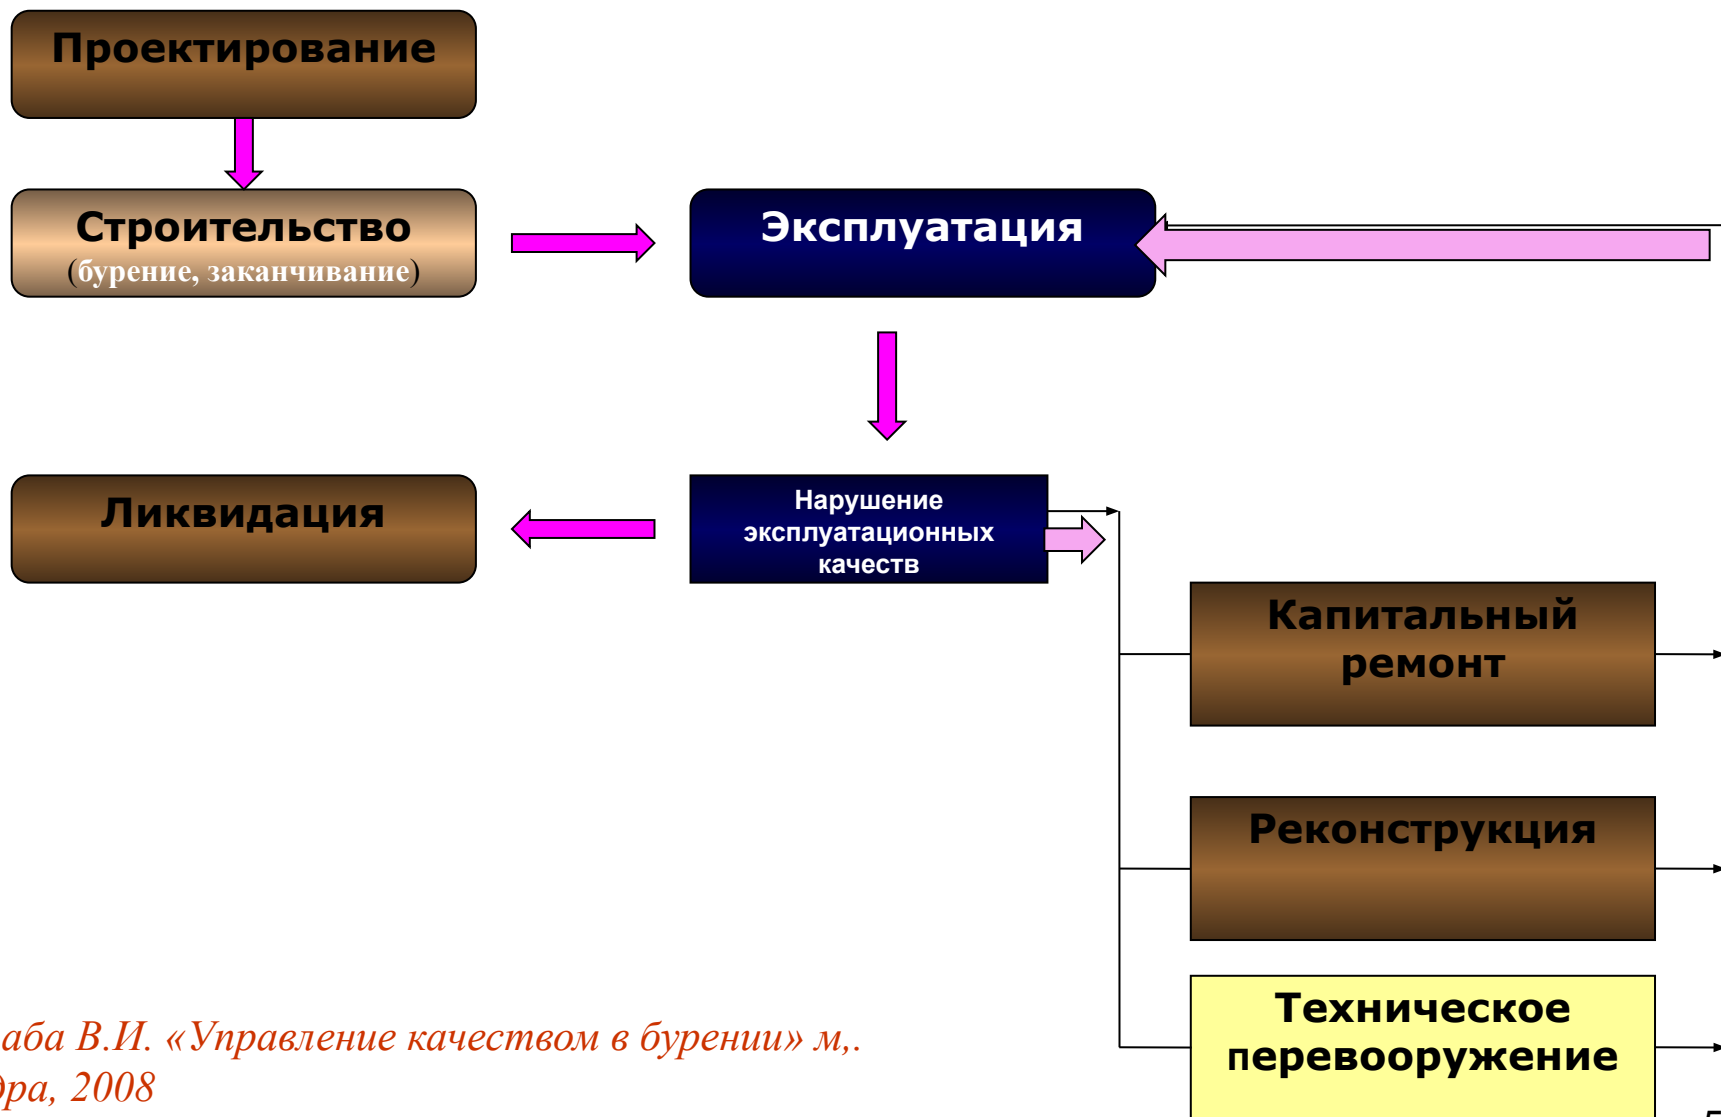 Проектирование
Строительство
(бурение, заканчивание)
Эксплуатация
Ликвидация
Нарушение
эксплуатационных
качеств
Капитальный
ремонт
Реконструкция
Техническое
перевооружение
аба В.И. «Управление качеством в бурении» м,.
дра, 2008